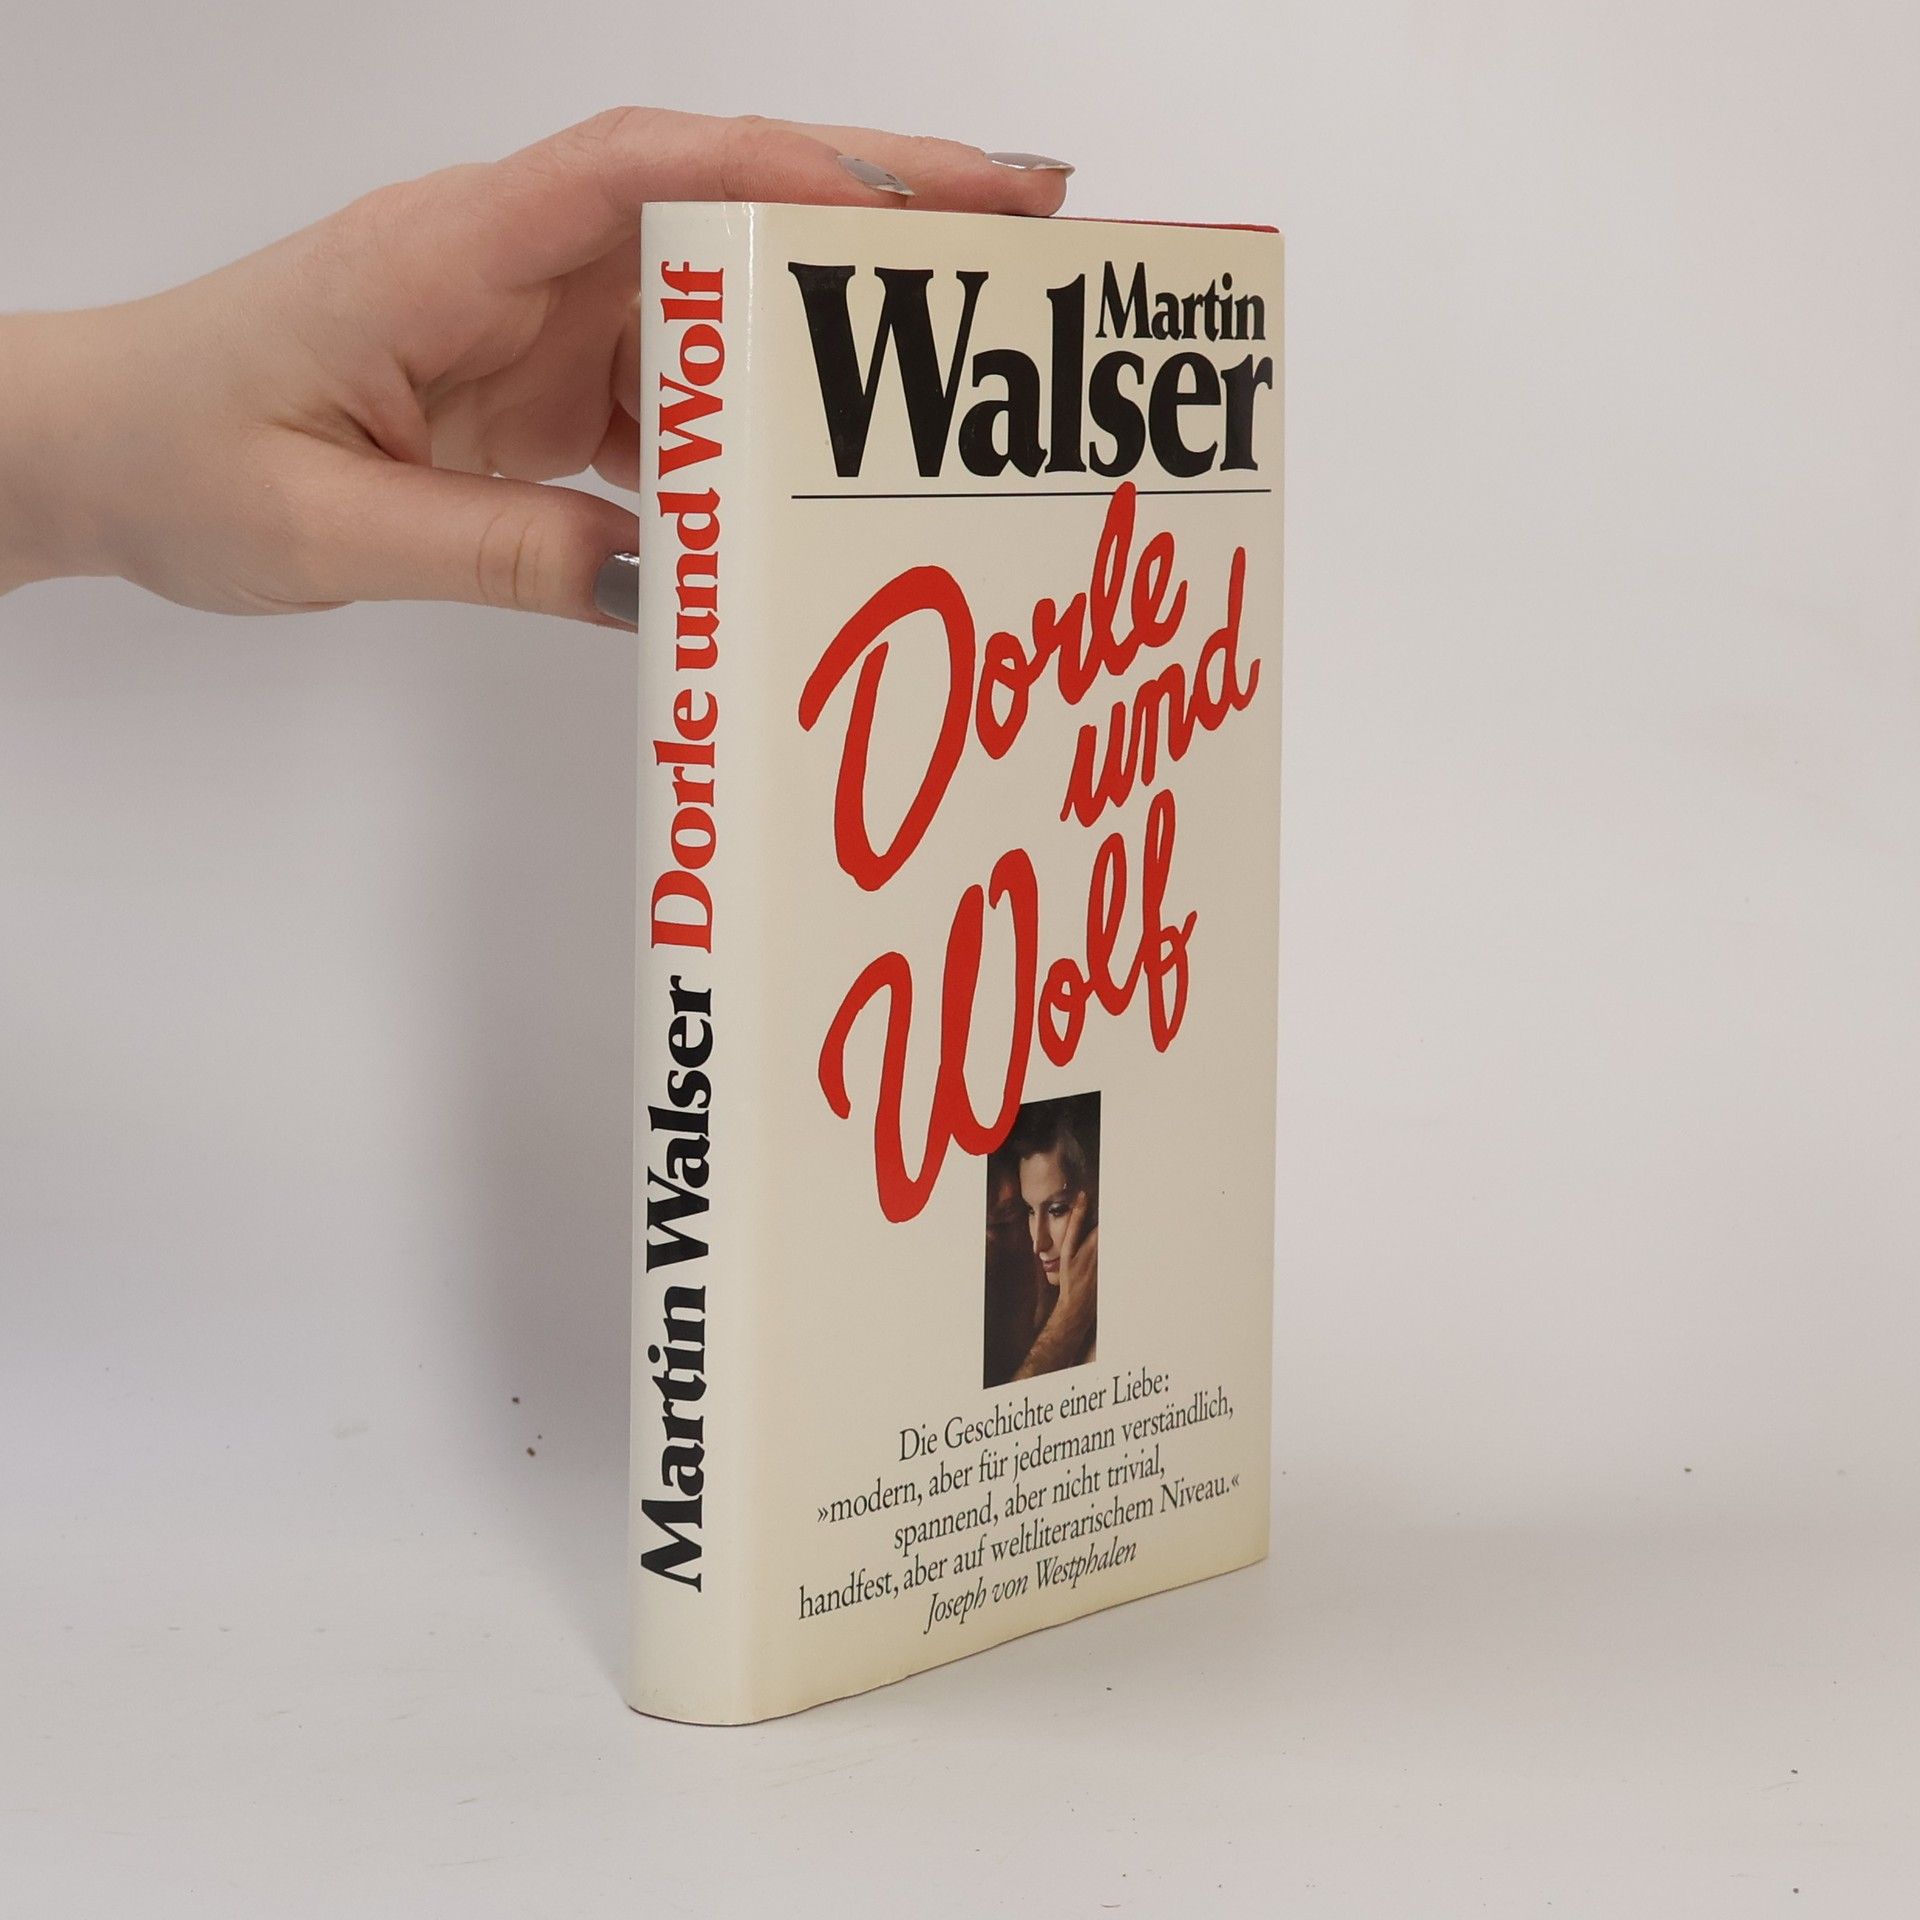 Martin Walser Dorle und Wolf
Martin
Walser
Dorle
und
Wolf
Die Geschichte einer Liebe:
»modern, aber für jedermann verständlich,
spannend, aber nicht trivial,
handfest, aber auf weltliterarischem Niveau.«
Joseph von Westphalen